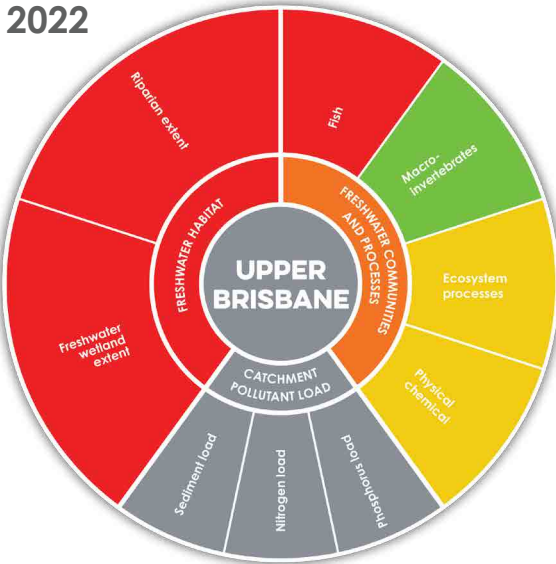 2022
Riparian extent
Fish
Macro-
invertebrates
FRESHWATER HABITAT
FRESHWATER COMMUNITIES
AND PROCESSES
UPPER
BRISBANE
Ecosystem
processes
Freshwater
wetland
extent
Physical
chemical
CATCHMENT
POLLUTANT LOAD
Sediment load
Nitrogen load
Phosphorus load